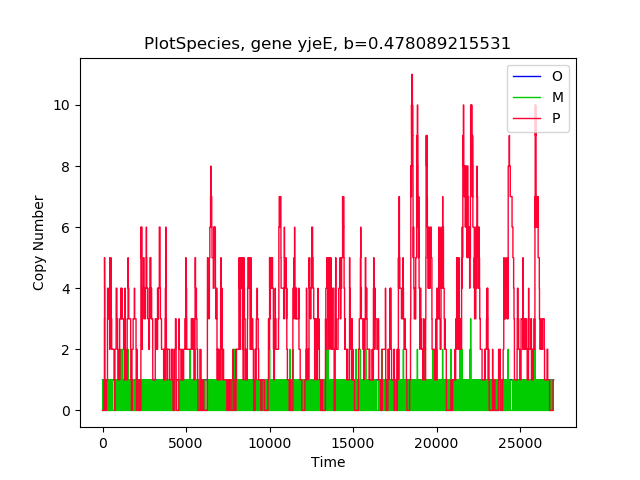 PlotSpecies, gene yjeE, b=0.478089215531
O
M
P
10
8
6
4
2
0
Copy Number
0 5000 10000 15000 20000 25000
Time